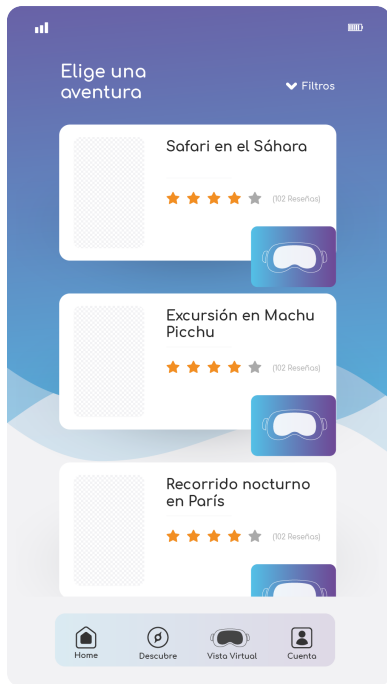 Elige una
aventura
Filtros
Safari en el Sáhara
(102 Reseñas)
Excursión en Machu
Picchu
(102 Reseñas)
Recorrido nocturno
en París
(102 Reseñas)
Home
Descubre
Vista Virtual
Cuenta